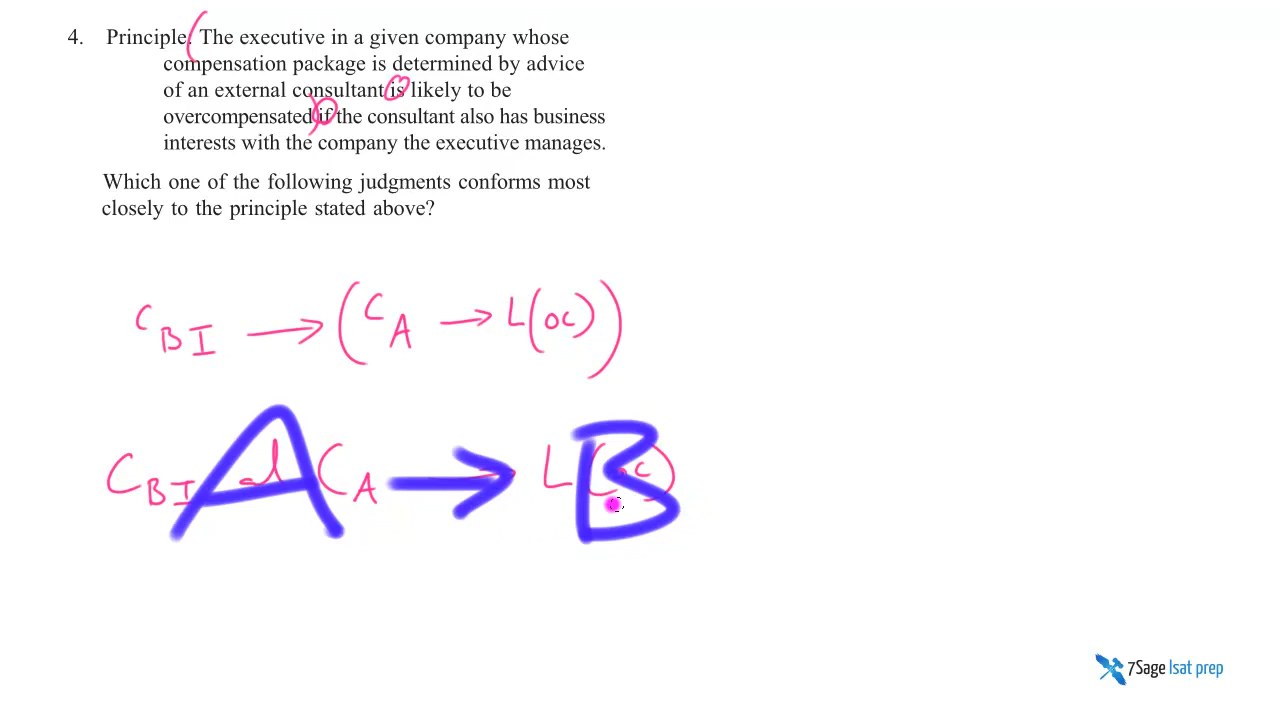 4. Principle: The executive in a given company whose
compensation package is determined by advice
of an external consultant is likely to be
overcompensated if the consultant also has business
interests with the company the executive manages.
Which one of the following judgments conforms most
closely to the principle stated above?
C BI → (C A → L(OC))
C BI C A → L(OC)
A → B
7Sage lsat prep